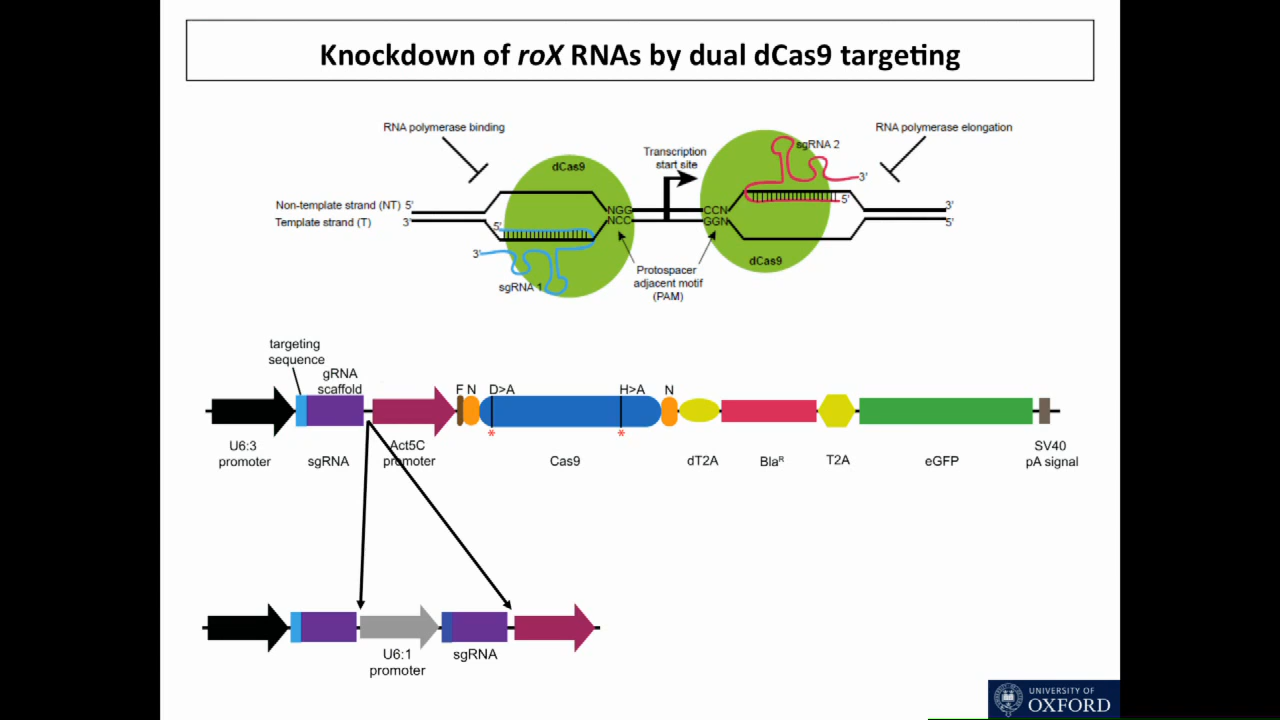 Knockdown of roX RNAs by dual dCas9 targeting
RNA polymerase binding
RNA polymerase elongation
dCas9
Transcription
start site
sgRNA 2
3'
5'
Non-template strand (NT) 5'
Template strand (T) 3'
NGG
NCC
CCN
GGN
3'
5'
5'
3'
sgRNA 1
Protospacer
adjacent motif
(PAM)
dCas9
targeting
sequence
gRNA
scaffold
F N D>A H>A N
* *
U6:3
promoter
sgRNA
Act5C
promoter
Cas9
dT2A
BlaR
T2A
eGFP
SV40
pA signal
U6:1
promoter
sgRNA
UNIVERSITY OF
OXFORD